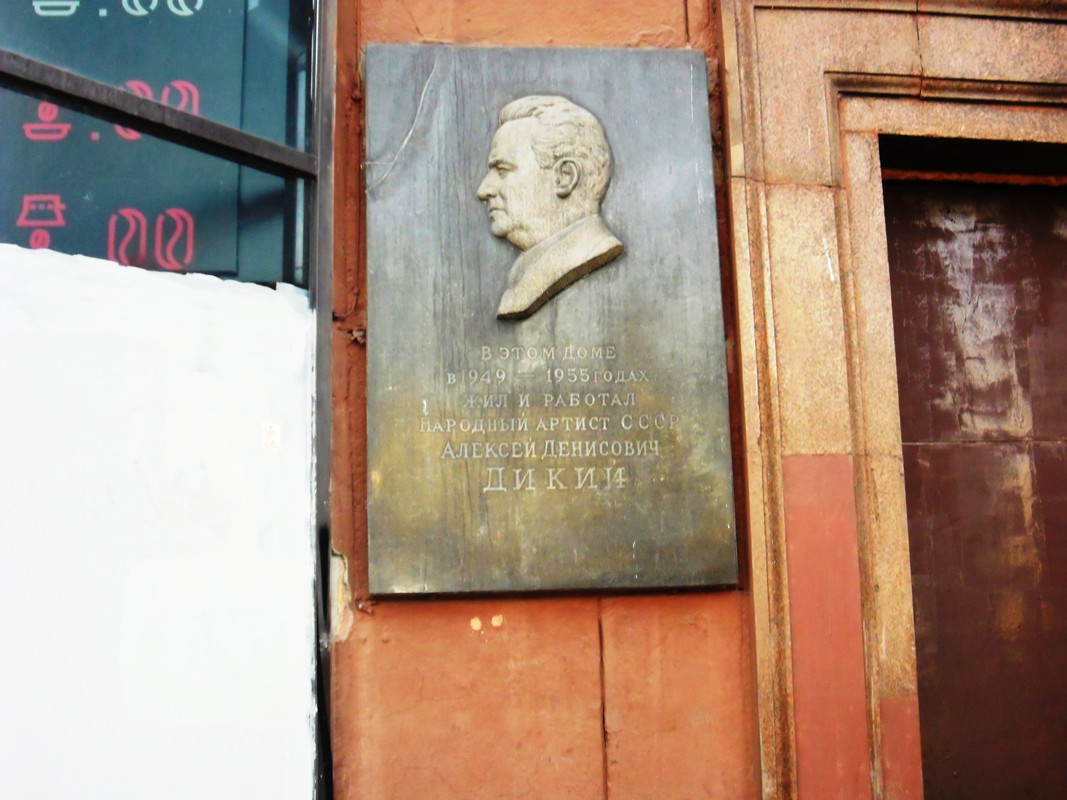 В ЭТОМ ДОМЕ
В 1949 — 1955 ГОДАХ
ЖИЛ И РАБОТАЛ
НАРОДНЫЙ АРТИСТ СССР
АЛЕКСЕЙ ДЕНИСОВИЧ
ДИКИЙ